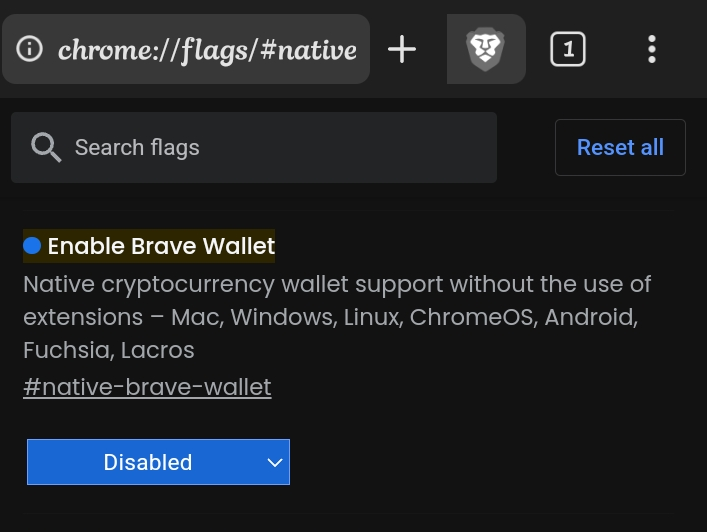 chrome://flags/#native
1
Search flags
Reset all
Enable Brave Wallet
Native cryptocurrency wallet support without the use of
extensions – Mac, Windows, Linux, ChromeOS, Android,
Fuchsia, Lacros
#native-brave-wallet
Disabled